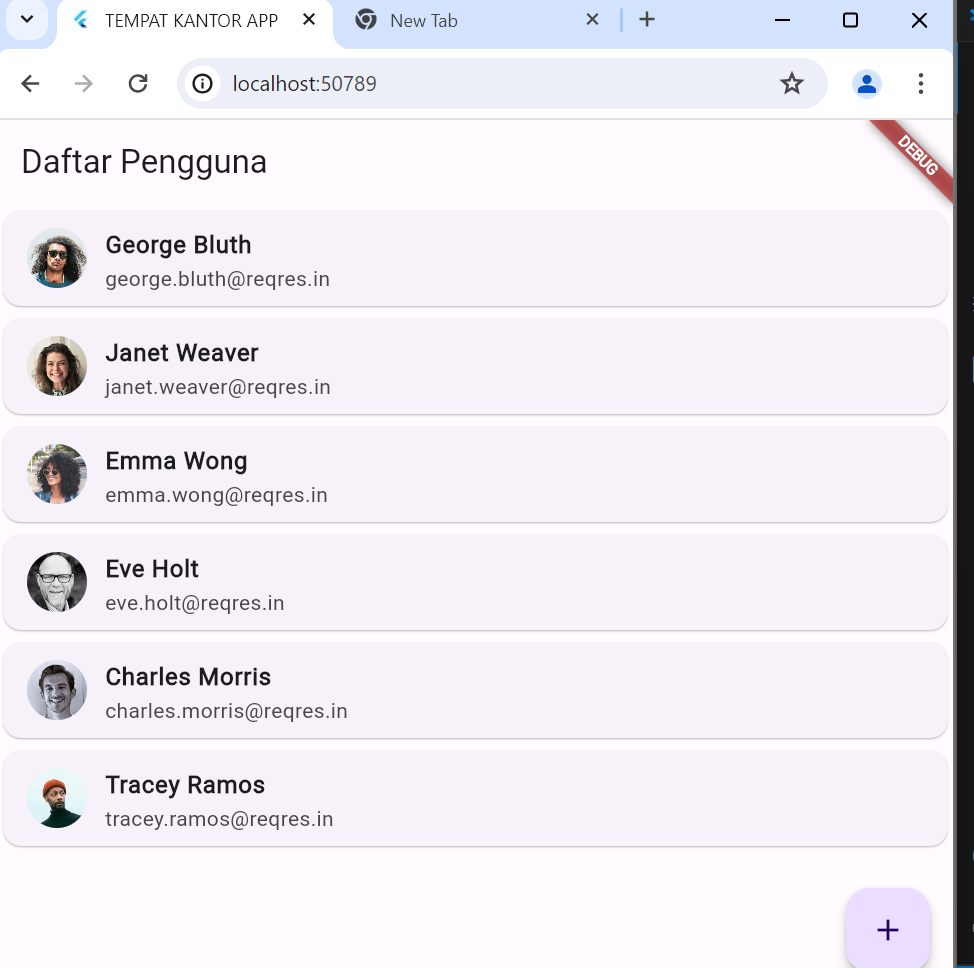 TEMPAT KANTOR APP
New Tab
localhost:50789
Daftar Pengguna
DEBUG
George Bluth
george.bluth@reqres.in
Janet Weaver
janet.weaver@reqres.in
Emma Wong
emma.wong@reqres.in
Eve Holt
eve.holt@reqres.in
Charles Morris
charles.morris@reqres.in
Tracey Ramos
tracey.ramos@reqres.in